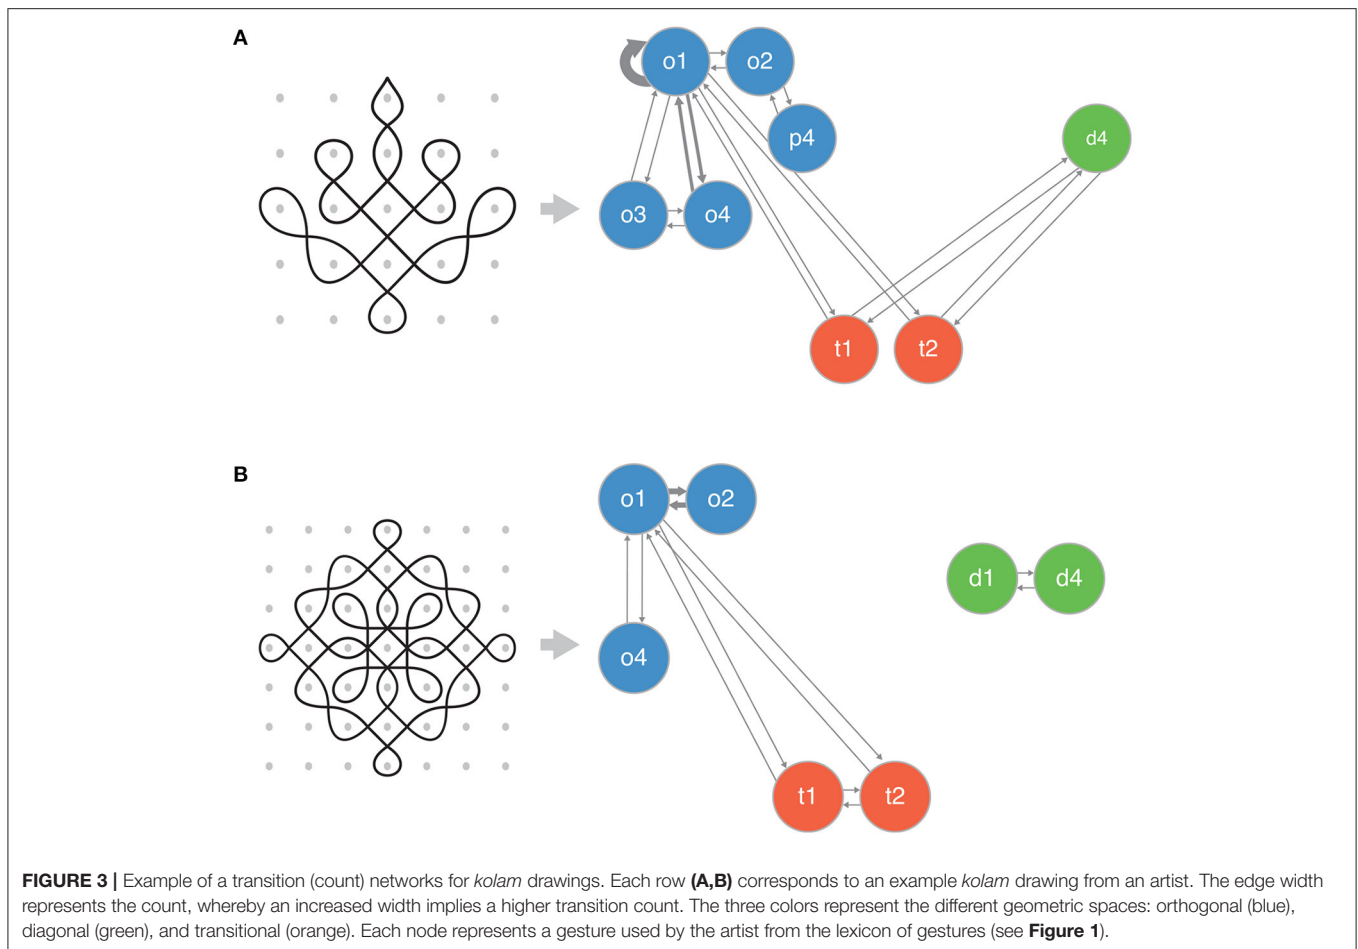 A
o1
o2
p4
d4
o3
o4
t1
t2
B
o1
o2
d1
d4
o4
t1
t2
FIGURE 3 | Example of a transition (count) networks for kolam drawings. Each row (A,B) corresponds to an example kolam drawing from an artist. The edge width
represents the count, whereby an increased width implies a higher transition count. The three colors represent the different geometric spaces: orthogonal (blue),
diagonal (green), and transitional (orange). Each node represents a gesture used by the artist from the lexicon of gestures (see Figure 1).